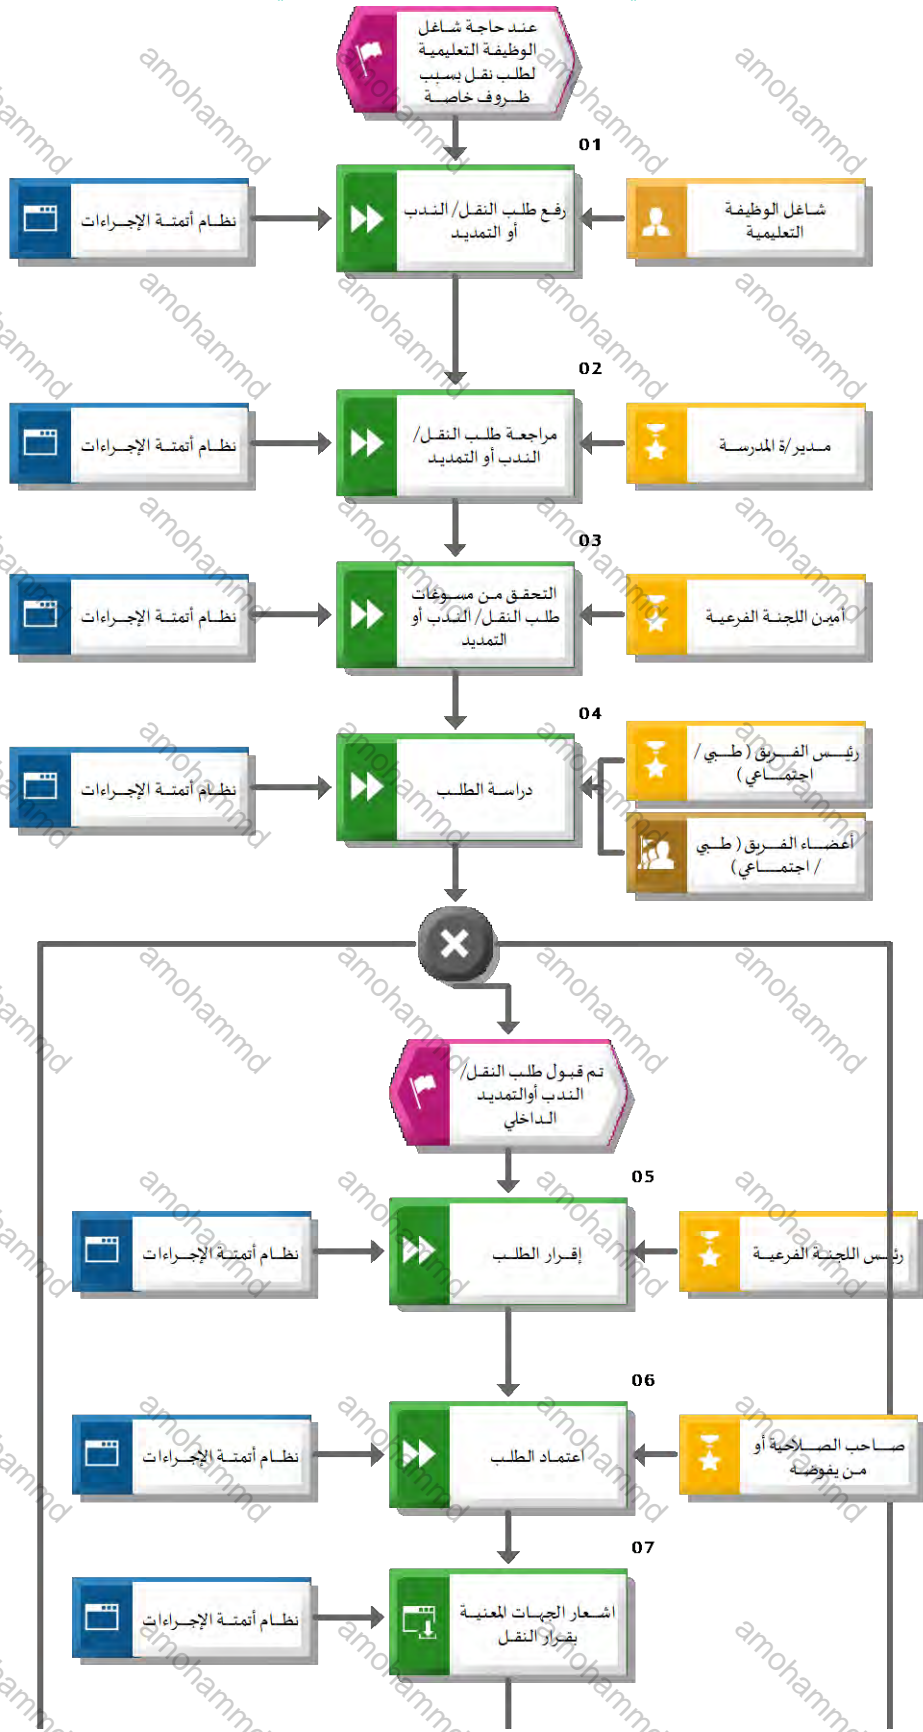 عند حاجة شاغل
الوظيفة التعليمية
لطلب نقل بسبب
ظروف خاصة
01
شاغل الوظيفة
التعليمية
رفع طلب النقل/ الندب
أو التمديد
نظام أتمتة الإجراءات
02
مدير/ة المدرسة
مراجعة طلب النقل/
الندب أو التمديد
نظام أتمتة الإجراءات
03
أمين اللجنة الفرعية
التحقق من مسوغات
طلب النقل/ الندب أو
التمديد
نظام أتمتة الإجراءات
04
رئيس الفريق (طبي /
اجتماعي)
أعضاء الفريق (طبي
/ اجتماعي)
دراسة الطلب
نظام أتمتة الإجراءات
تم قبول طلب النقل/
الندب أوالتمديد
الداخلي
05
رئيس اللجنة الفرعية
إقرار الطلب
نظام أتمتة الإجراءات
06
صاحب الصلاحية أو
من يفوضه
اعتماد الطلب
نظام أتمتة الإجراءات
07
اشعار الجهات المعنية
بقرار النقل
نظام أتمتة الإجراءات
amohammd